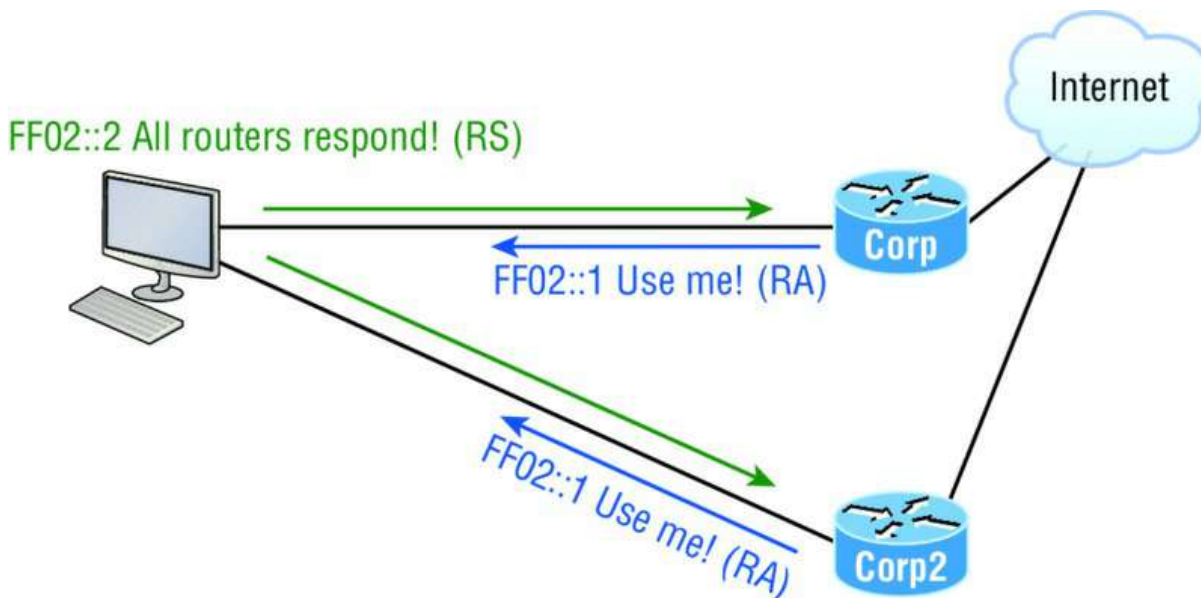 Internet
FF02::2 All routers respond! (RS)
Corp
FF02::1 Use me! (RA)
FF02::1 Use me! (RA)
Corp2